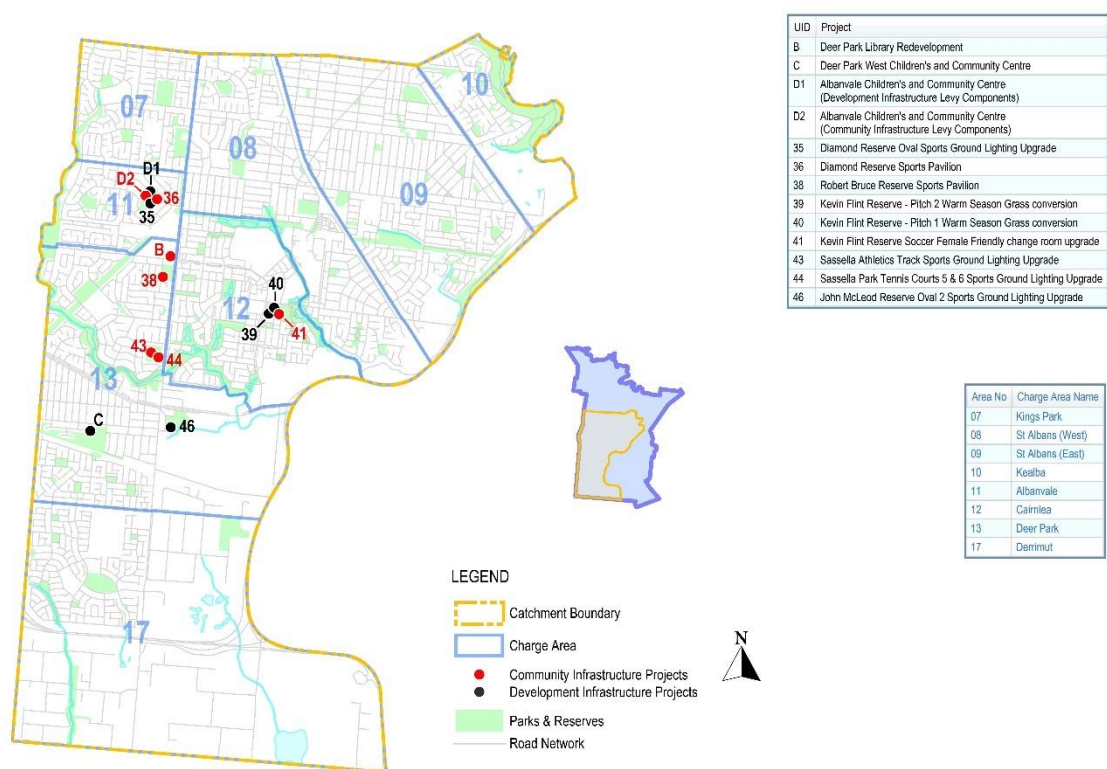 07
08
09
10
D1
D2
36
11
35
B
38
40
12
39
41
43
44
13
C
46
17
UID Project
B Deer Park Library Redevelopment
C Deer Park West Children's and Community Centre
D1 Albanvale Children's and Community Centre
(Development Infrastructure Levy Components)
D2 Albanvale Children's and Community Centre
(Community Infrastructure Levy Components)
35 Diamond Reserve Oval Sports Ground Lighting Upgrade
36 Diamond Reserve Sports Pavilion
38 Robert Bruce Reserve Sports Pavilion
39 Kevin Flint Reserve - Pitch 2 Warm Season Grass conversion
40 Kevin Flint Reserve - Pitch 1 Warm Season Grass conversion
41 Kevin Flint Reserve Soccer Female Friendly change room upgrade
43 Sassella Athletics Track Sports Ground Lighting Upgrade
44 Sassella Park Tennis Courts 5 & 6 Sports Ground Lighting Upgrade
46 John McLeod Reserve Oval 2 Sports Ground Lighting Upgrade
Area No Charge Area Name
07 Kings Park
08 St Albans (West)
09 St Albans (East)
10 Kealba
11 Albanvale
12 Cairnlea
13 Deer Park
17 Derrimut
LEGEND
Catchment Boundary
Charge Area
Community Infrastructure Projects
Development Infrastructure Projects
Parks & Reserves
Road Network
N